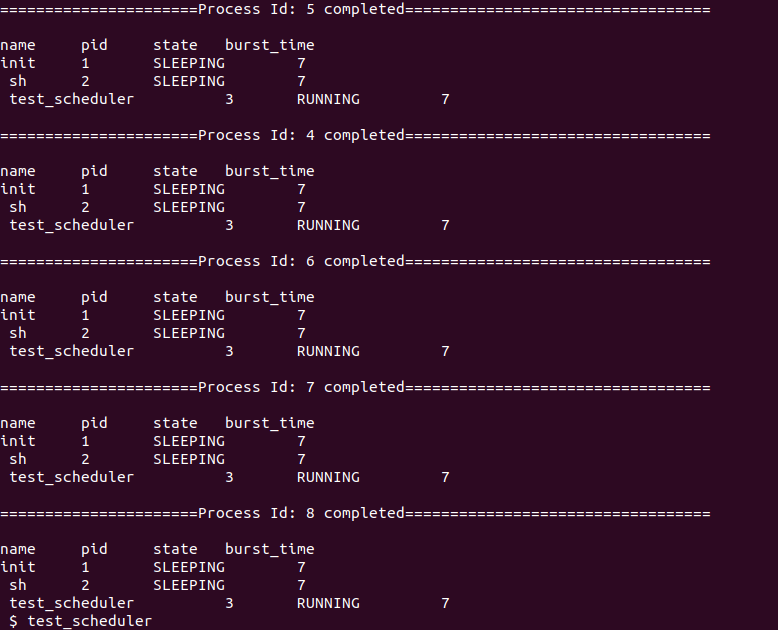 ======================Process Id: 5 completed==================================
name     pid     state   burst_time
init     1       SLEEPING        7
 sh      2       SLEEPING        7
 test_scheduler          3       RUNNING         7
======================Process Id: 4 completed==================================
name     pid     state   burst_time
init     1       SLEEPING        7
 sh      2       SLEEPING        7
 test_scheduler          3       RUNNING         7
======================Process Id: 6 completed==================================
name     pid     state   burst_time
init     1       SLEEPING        7
 sh      2       SLEEPING        7
 test_scheduler          3       RUNNING         7
======================Process Id: 7 completed==================================
name     pid     state   burst_time
init     1       SLEEPING        7
 sh      2       SLEEPING        7
 test_scheduler          3       RUNNING         7
======================Process Id: 8 completed==================================
name     pid     state   burst_time
init     1       SLEEPING        7
 sh      2       SLEEPING        7
 test_scheduler          3       RUNNING         7
 $ test_scheduler